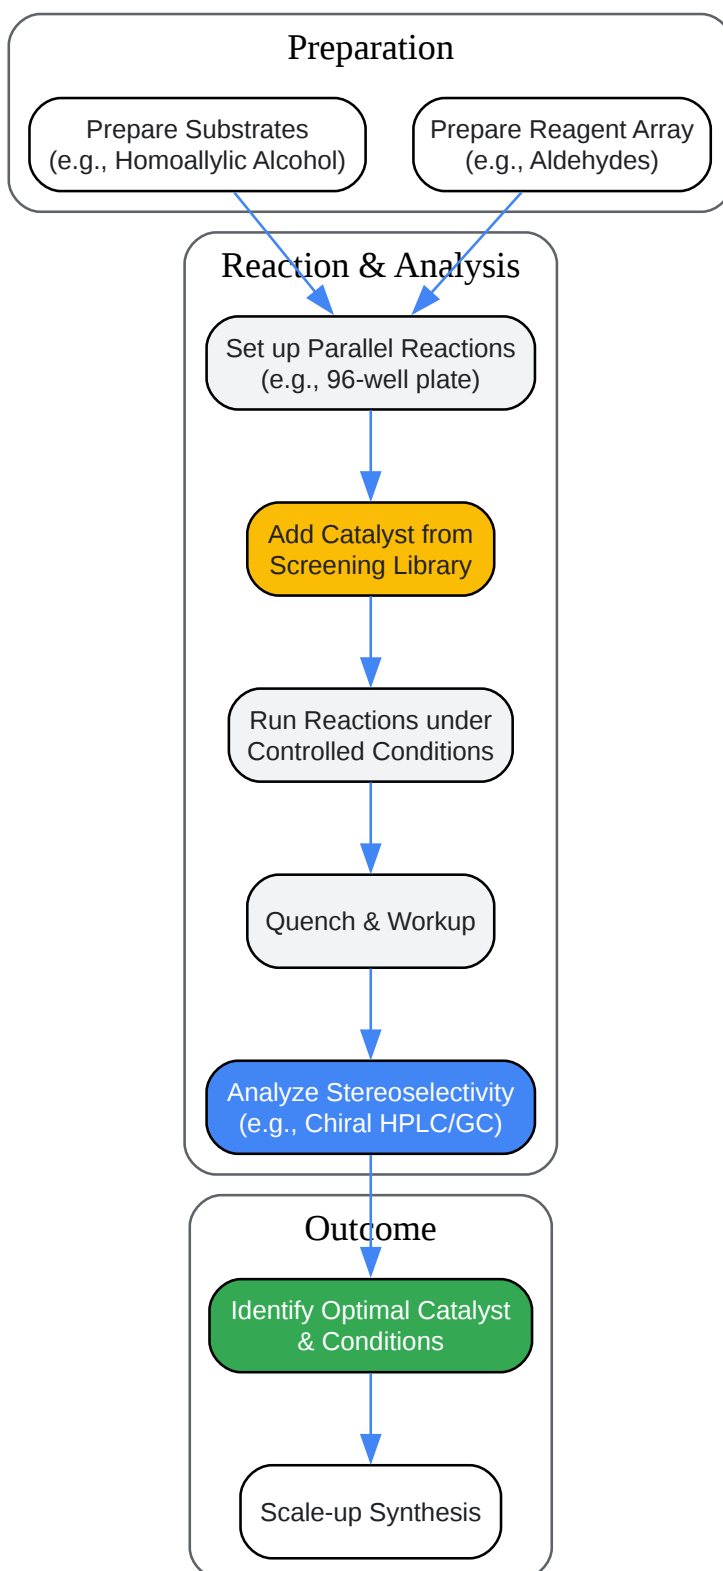 Preparation
Prepare Substrates
(e.g., Homoallylic Alcohol)
Prepare Reagent Array
(e.g., Aldehydes)
Reaction & Analysis
Set up Parallel Reactions
(e.g., 96-well plate)
Add Catalyst from
Screening Library
Run Reactions under
Controlled Conditions
Quench & Workup
Analyze Stereoselectivity
(e.g., Chiral HPLC/GC)
Outcome
Identify Optimal Catalyst
& Conditions
Scale-up Synthesis